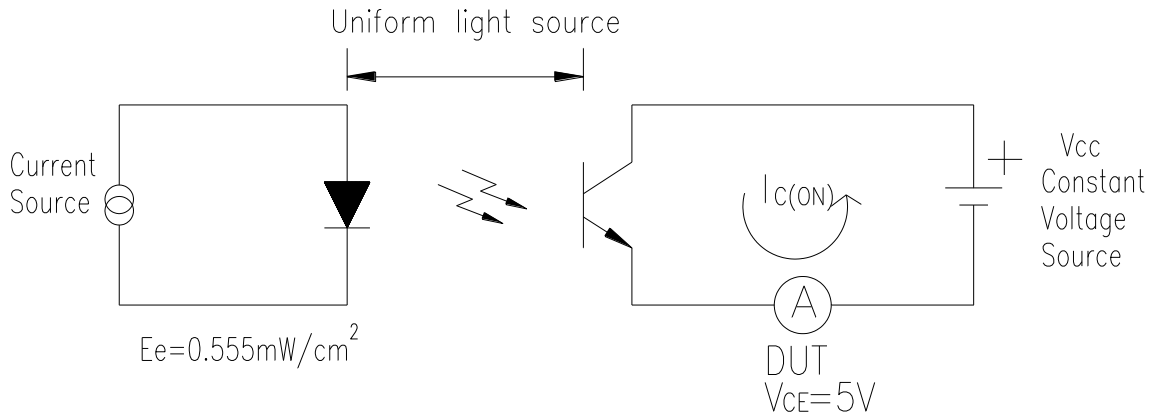 Uniform light source
Current
Source
Ee=0.555mW/cm²
IC(ON)
A
DUT
VCE=5V
+
Vcc
Constant
Voltage
Source